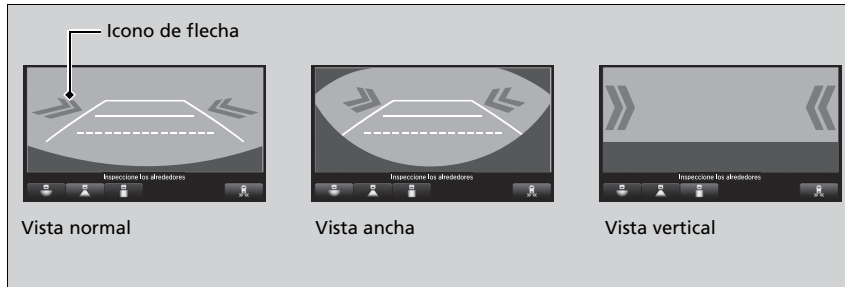 Icono de flecha
Inspeccione los alrededores
Inspeccione los alrededores
Inspeccione los alrededores
Vista normal
Vista ancha
Vista vertical